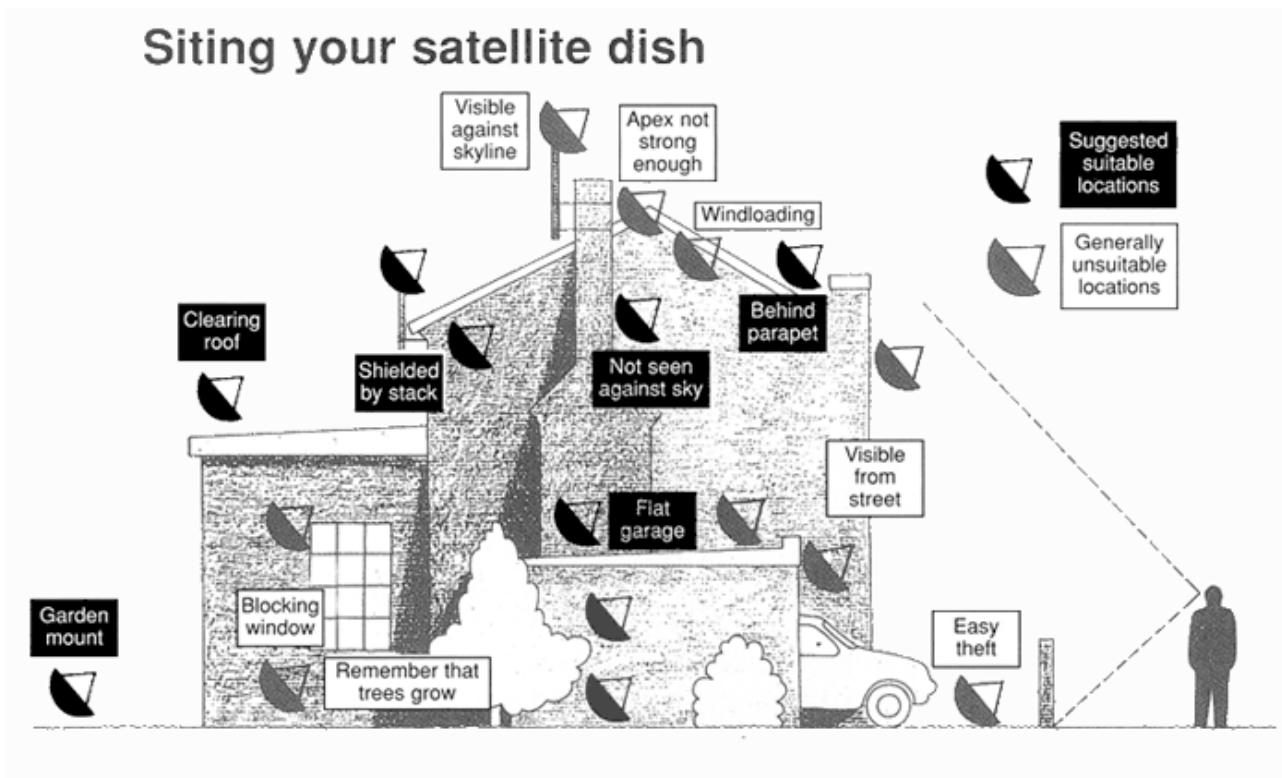 Siting your satellite dish
Visible
against
skyline
Apex not
strong
enough
Windloading
Suggested
suitable
locations
Generally
unsuitable
locations
Clearing
roof
Shielded
by stack
Not seen
against sky
Behind
parapet
Visible
from
street
Flat
garage
Garden
mount
Blocking
window
Remember that
trees grow
Easy
theft